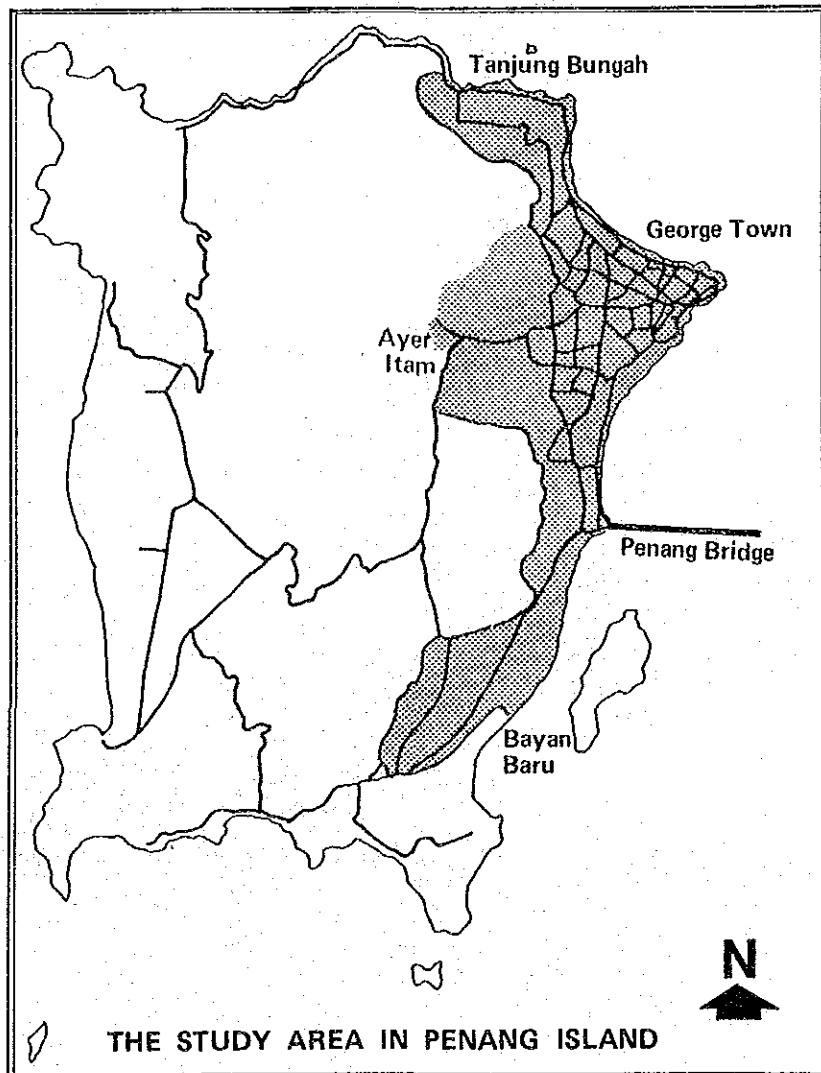 Tanjung Bungah
George Town
Ayer
Itam
Penang Bridge
Bayan
Baru
N
THE STUDY AREA IN PENANG ISLAND